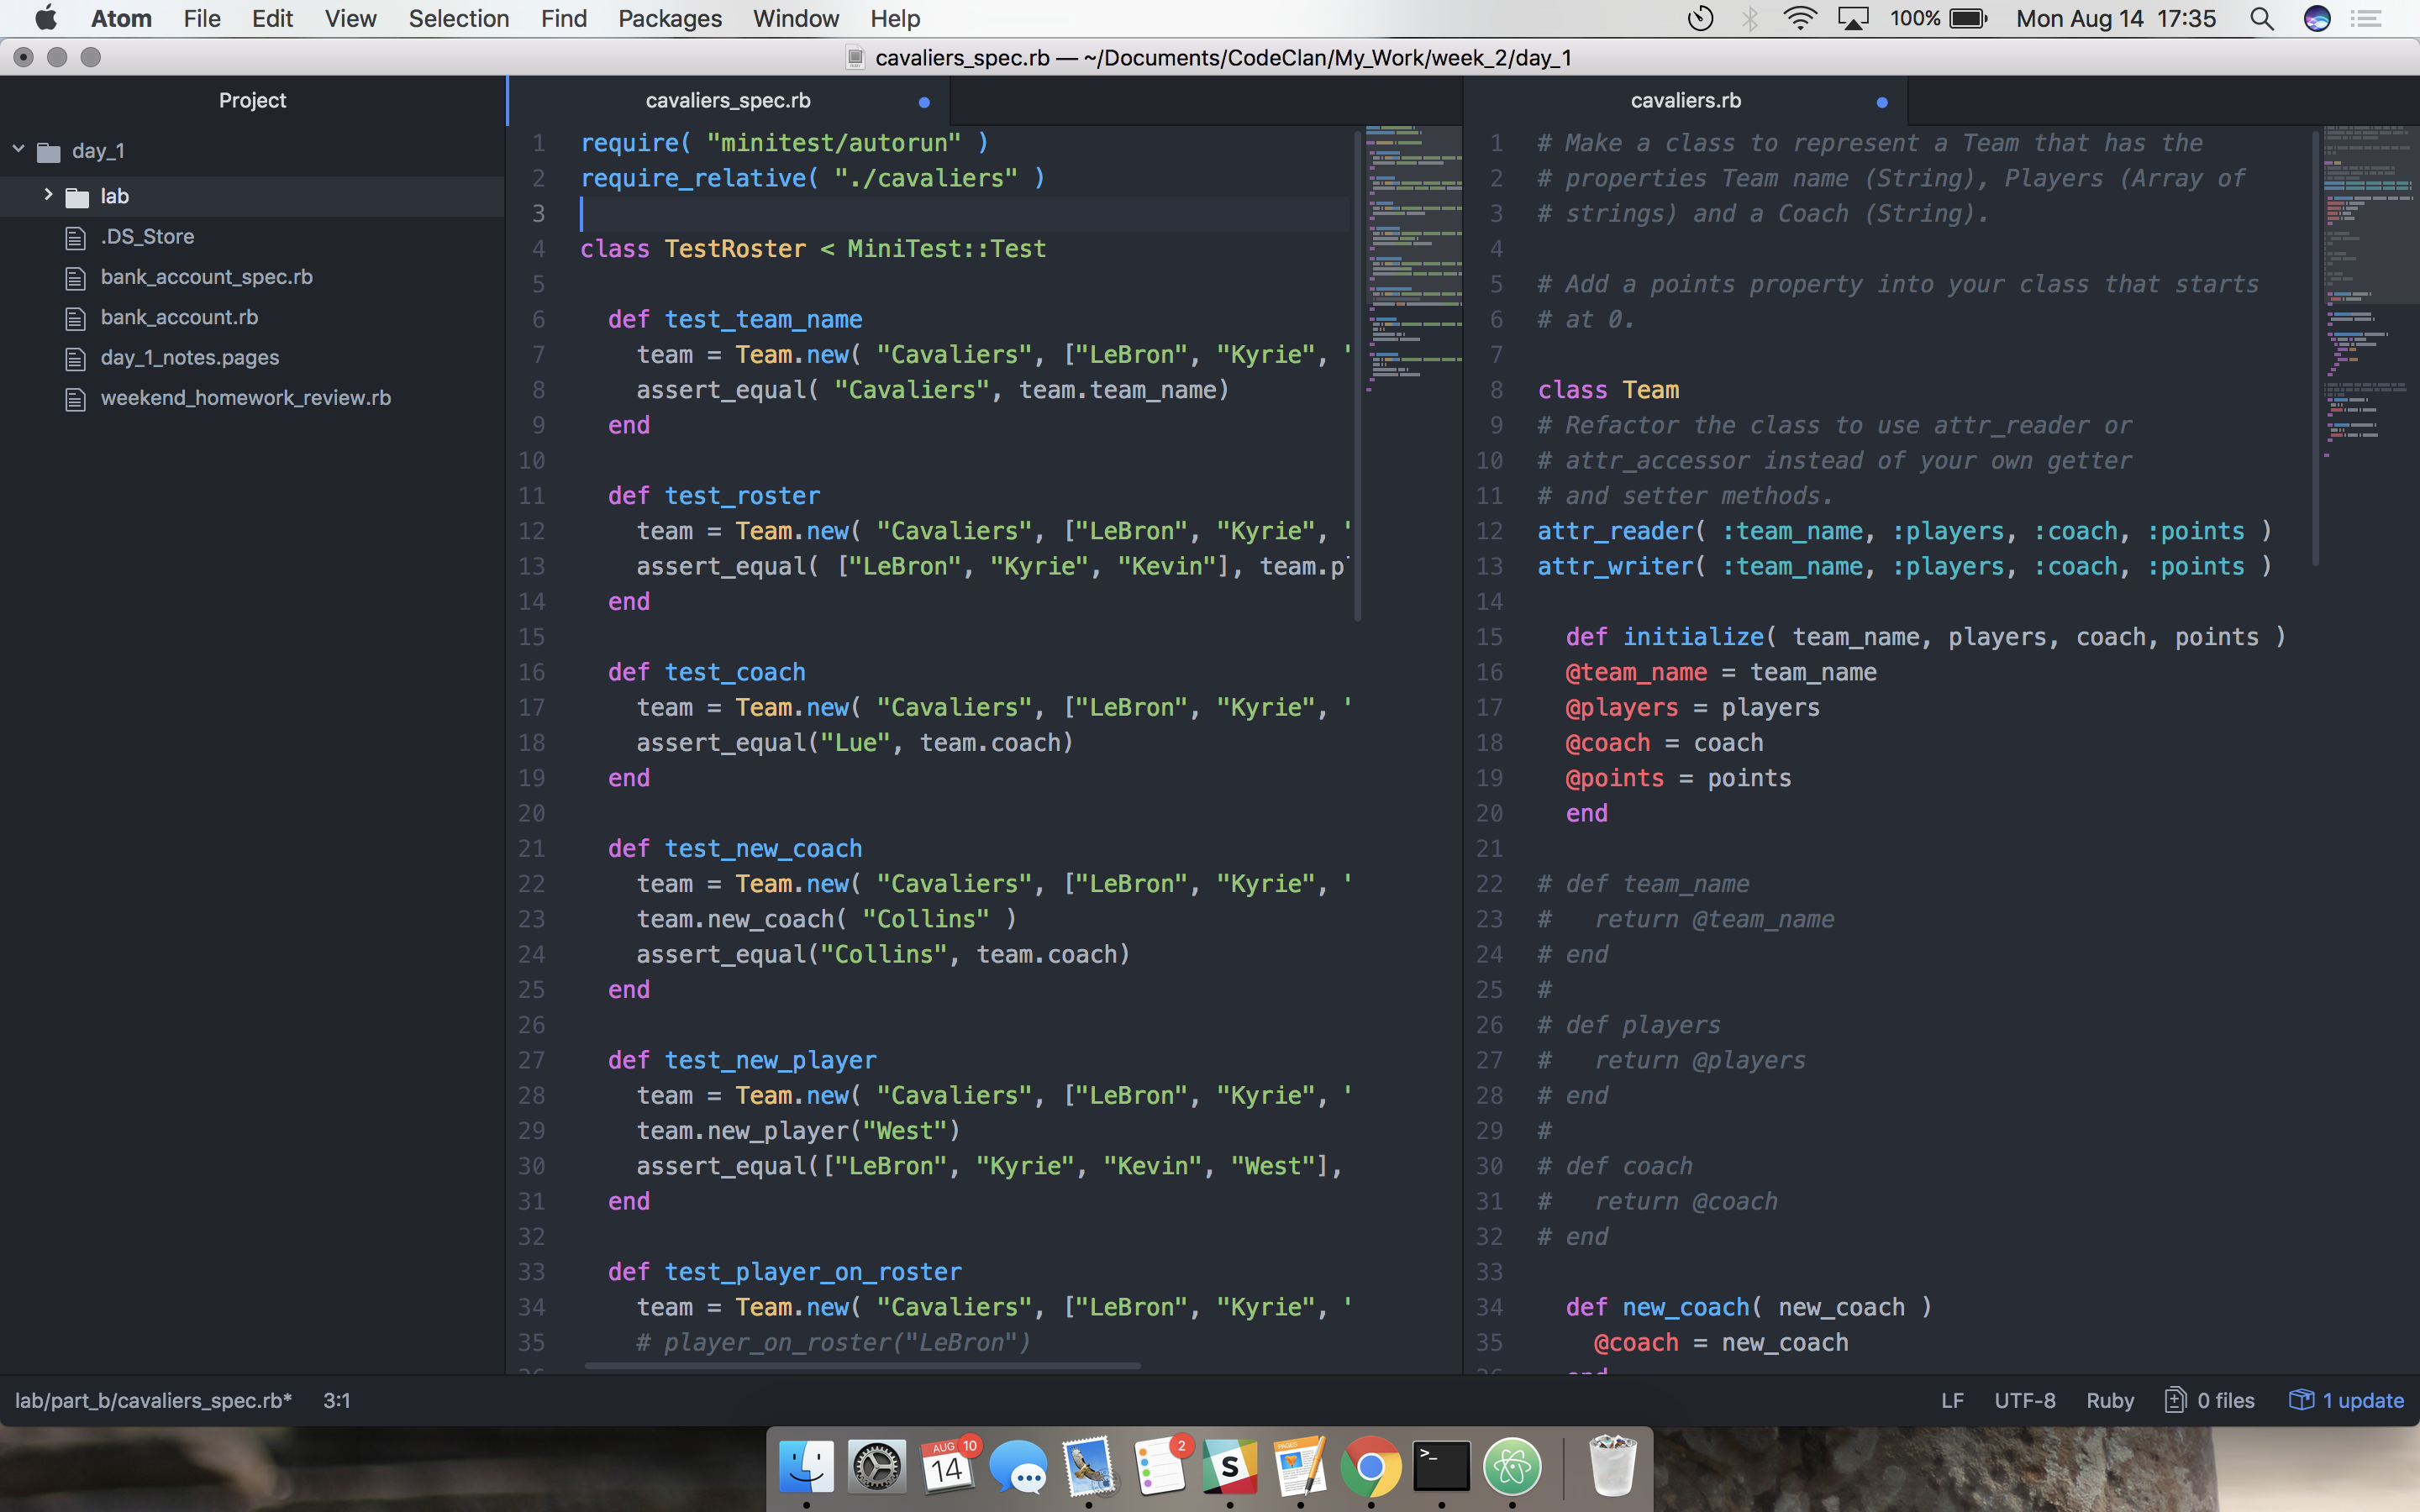 Atom File Edit View Selection Find Packages Window Help 100% Mon Aug 14 17:35
cavaliers_spec.rb — ~/Documents/CodeClan/My_Work/week_2/day_1
Project
day_1
lab
.DS_Store
bank_account_spec.rb
bank_account.rb
day_1_notes.pages
weekend_homework_review.rb
cavaliers_spec.rb
1 require( "minitest/autorun" )
2 require_relative( "./cavaliers" )
3
4 class TestRoster < MiniTest::Test
5
6 def test_team_name
7 team = Team.new( "Cavaliers", ["LeBron", "Kyrie", "
8 assert_equal( "Cavaliers", team.team_name)
9 end
10
11 def test_roster
12 team = Team.new( "Cavaliers", ["LeBron", "Kyrie", "
13 assert_equal( ["LeBron", "Kyrie", "Kevin"], team.pl
14 end
15
16 def test_coach
17 team = Team.new( "Cavaliers", ["LeBron", "Kyrie", "
18 assert_equal("Lue", team.coach)
19 end
20
21 def test_new_coach
22 team = Team.new( "Cavaliers", ["LeBron", "Kyrie", "
23 team.new_coach( "Collins" )
24 assert_equal("Collins", team.coach)
25 end
26
27 def test_new_player
28 team = Team.new( "Cavaliers", ["LeBron", "Kyrie", "
29 team.new_player("West")
30 assert_equal(["LeBron", "Kyrie", "Kevin", "West"],
31 end
32
33 def test_player_on_roster
34 team = Team.new( "Cavaliers", ["LeBron", "Kyrie", "
35 # player_on_roster("LeBron")
cavaliers.rb
1 # Make a class to represent a Team that has the
2 # properties Team name (String), Players (Array of
3 # strings) and a Coach (String).
4
5 # Add a points property into your class that starts
6 # at 0.
7
8 class Team
9 # Refactor the class to use attr_reader or
10 # attr_accessor instead of your own getter
11 # and setter methods.
12 attr_reader( :team_name, :players, :coach, :points )
13 attr_writer( :team_name, :players, :coach, :points )
14
15 def initialize( team_name, players, coach, points )
16 @team_name = team_name
17 @players = players
18 @coach = coach
19 @points = points
20 end
21
22 # def team_name
23 # return @team_name
24 # end
25 #
26 # def players
27 # return @players
28 # end
29 #
30 # def coach
31 # return @coach
32 # end
33
34 def new_coach( new_coach )
35 @coach = new_coach
lab/part_b/cavaliers_spec.rb* 3:1 LF UTF-8 Ruby 0 files 1 update
AUG 10
14
2
S
PAGES
>_